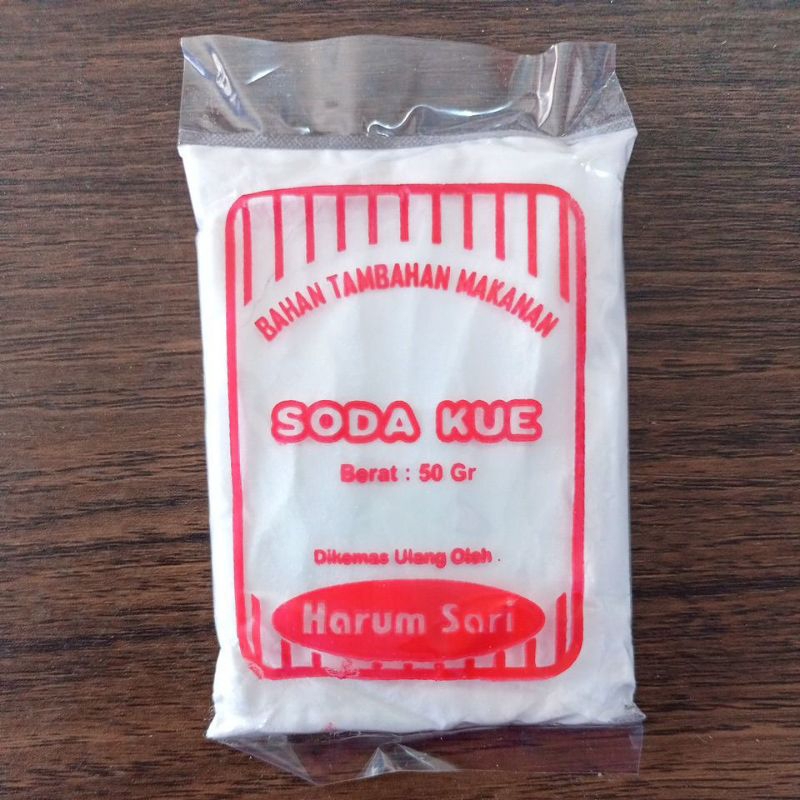 BAHAN TAMBAHAN MAKANAN
SODA KUE
Berat : 50 Gr
Dikemas Ulang Oleh
Harum Sari